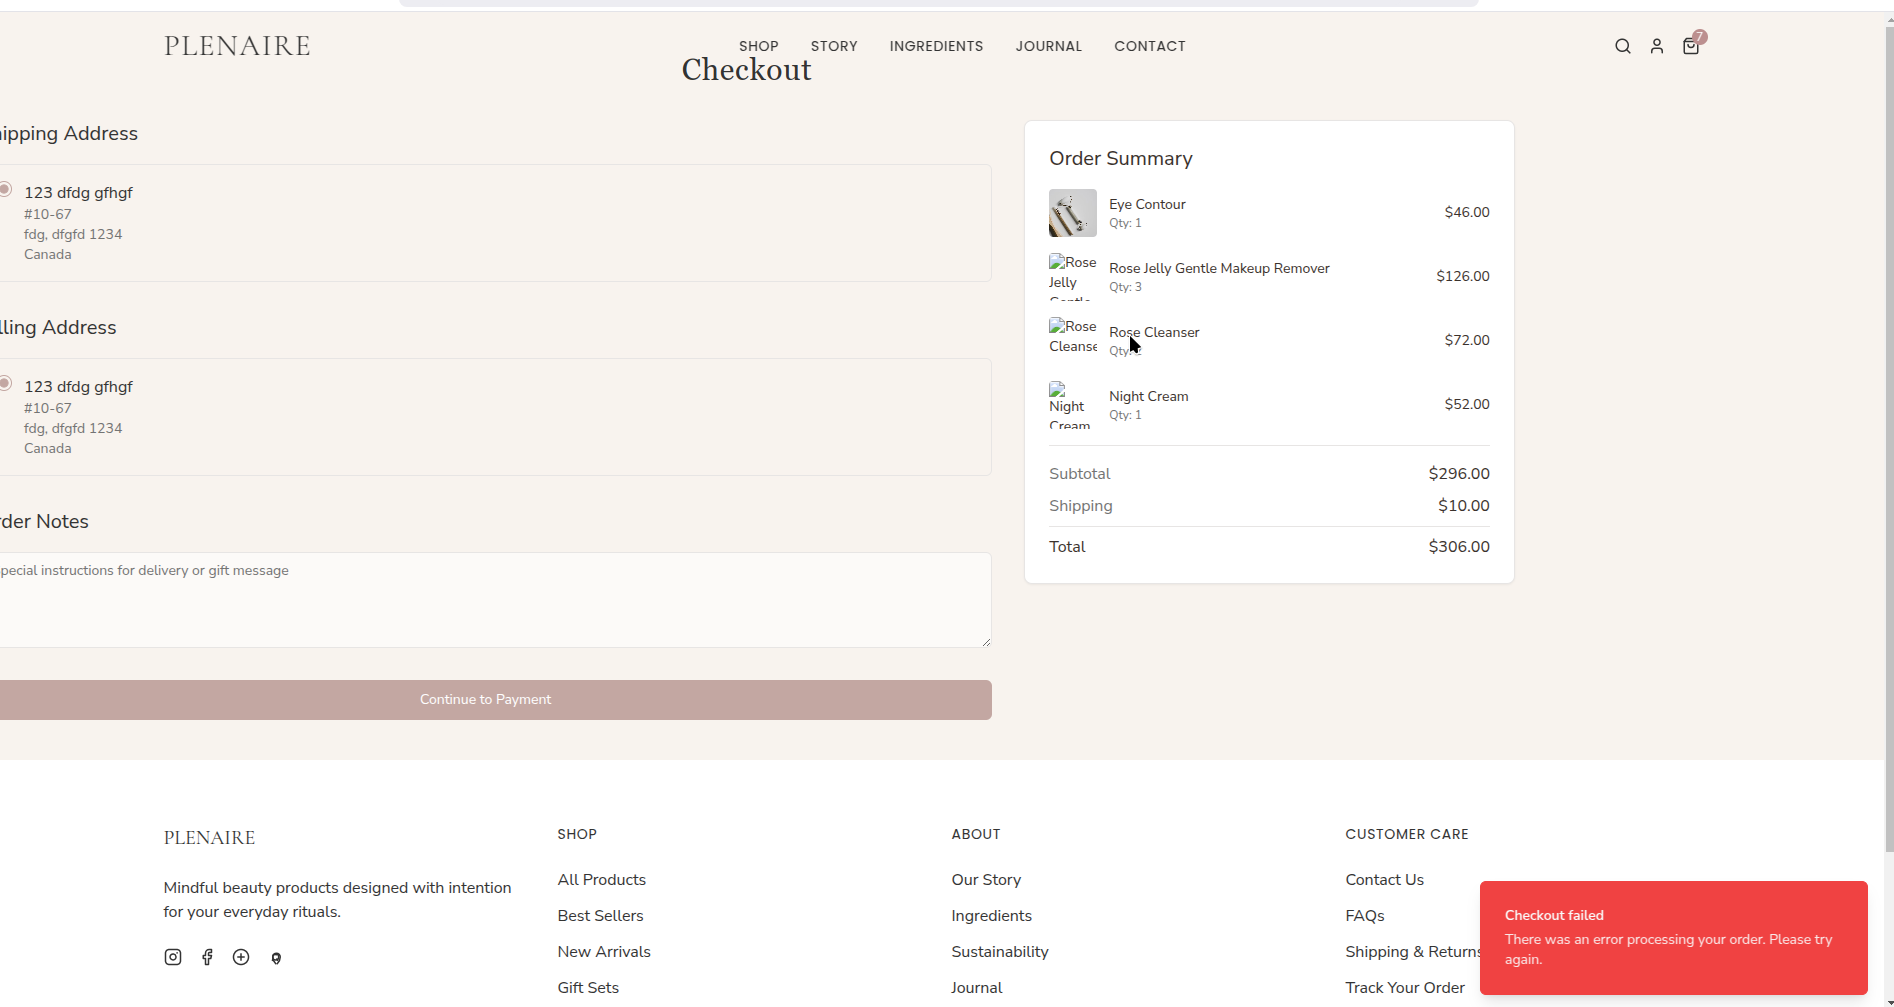 PLENAIRE
SHOP STORY INGREDIENTS JOURNAL CONTACT
7
Checkout
ipping Address
123 dfdg gfhgf
#10-67
fdg, dfgfd 1234
Canada
lling Address
123 dfdg gfhgf
#10-67
fdg, dfgfd 1234
Canada
der Notes
pecial instructions for delivery or gift message
Continue to Payment
Order Summary
Eye Contour
Qty: 1
$46.00
Rose
Jelly
Gentle
Rose Jelly Gentle Makeup Remover
Qty: 3
$126.00
Rose
Cleanse
Rose Cleanser
Qty:
$72.00
Night
Cream
Night Cream
Qty: 1
$52.00
Subtotal $296.00
Shipping $10.00
Total $306.00
PLENAIRE
Mindful beauty products designed with intention
for your everyday rituals.
SHOP
All Products
Best Sellers
New Arrivals
Gift Sets
ABOUT
Our Story
Ingredients
Sustainability
Journal
CUSTOMER CARE
Contact Us
FAQs
Shipping & Returns
Track Your Order
Checkout failed
There was an error processing your order. Please try
again.